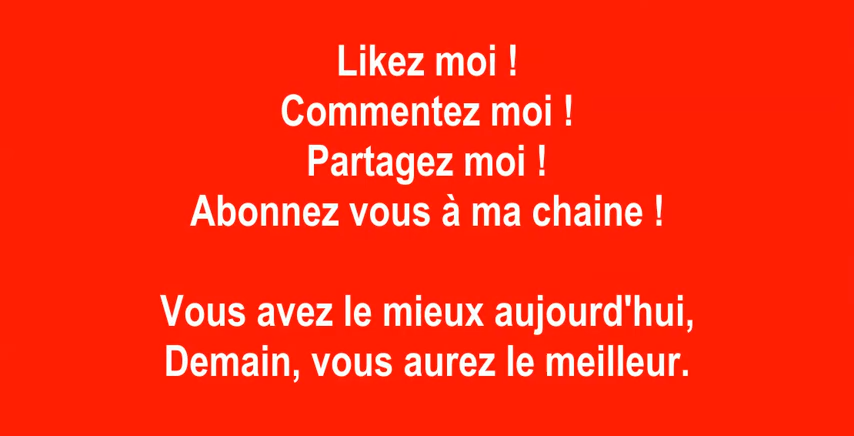 Likez moi !
Commentez moi !
Partagez moi !
Abonnez vous à ma chaine !
Vous avez le mieux aujourd'hui,
Demain, vous aurez le meilleur.